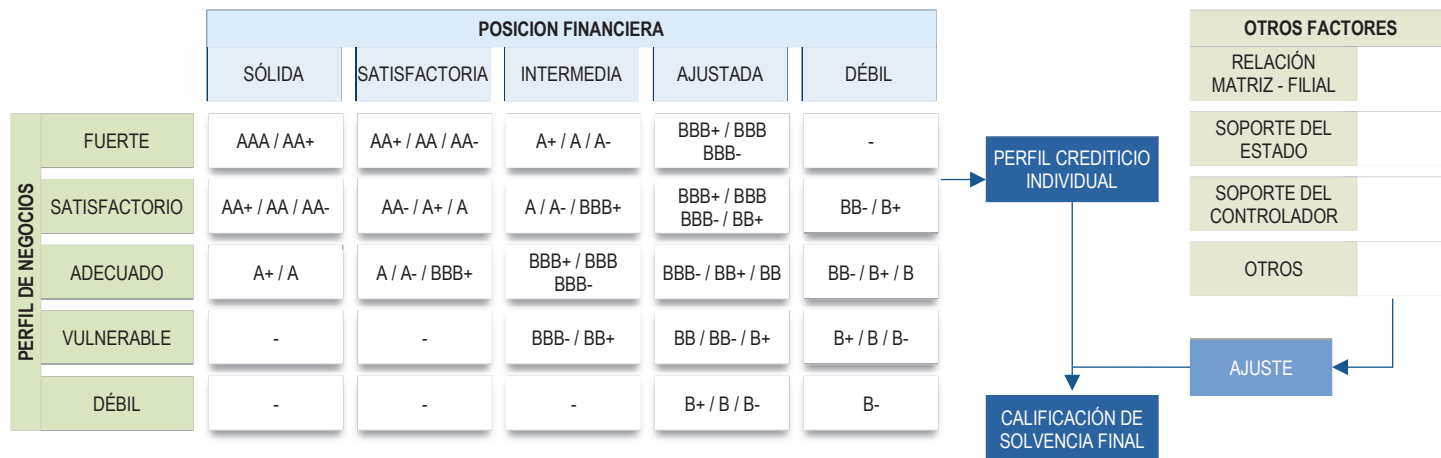 POSICION FINANCIERA
SÓLIDA
SATISFACTORIA
INTERMEDIA
AJUSTADA
DÉBIL
PERFIL DE NEGOCIOS
FUERTE
AAA / AA+
AA+ / AA / AA-
A+ / A / A-
BBB+ / BBB
BBB-
-
SATISFACTORIO
AA+ / AA / AA-
AA- / A+ / A
A / A- / BBB+
BBB+ / BBB
BBB- / BB+
BB- / B+
ADECUADO
A+ / A
A / A- / BBB+
BBB+ / BBB
BBB-
BBB- / BB+ / BB
BB- / B+ / B
VULNERABLE
-
-
BBB- / BB+
BB / BB- / B+
B+ / B / B-
DÉBIL
-
-
-
B+ / B / B-
B-
PERFIL CREDITICIO
INDIVIDUAL
CALIFICACIÓN DE
SOLVENCIA FINAL
OTROS FACTORES
RELACIÓN
MATRIZ - FILIAL
SOPORTE DEL
ESTADO
SOPORTE DEL
CONTROLADOR
OTROS
AJUSTE